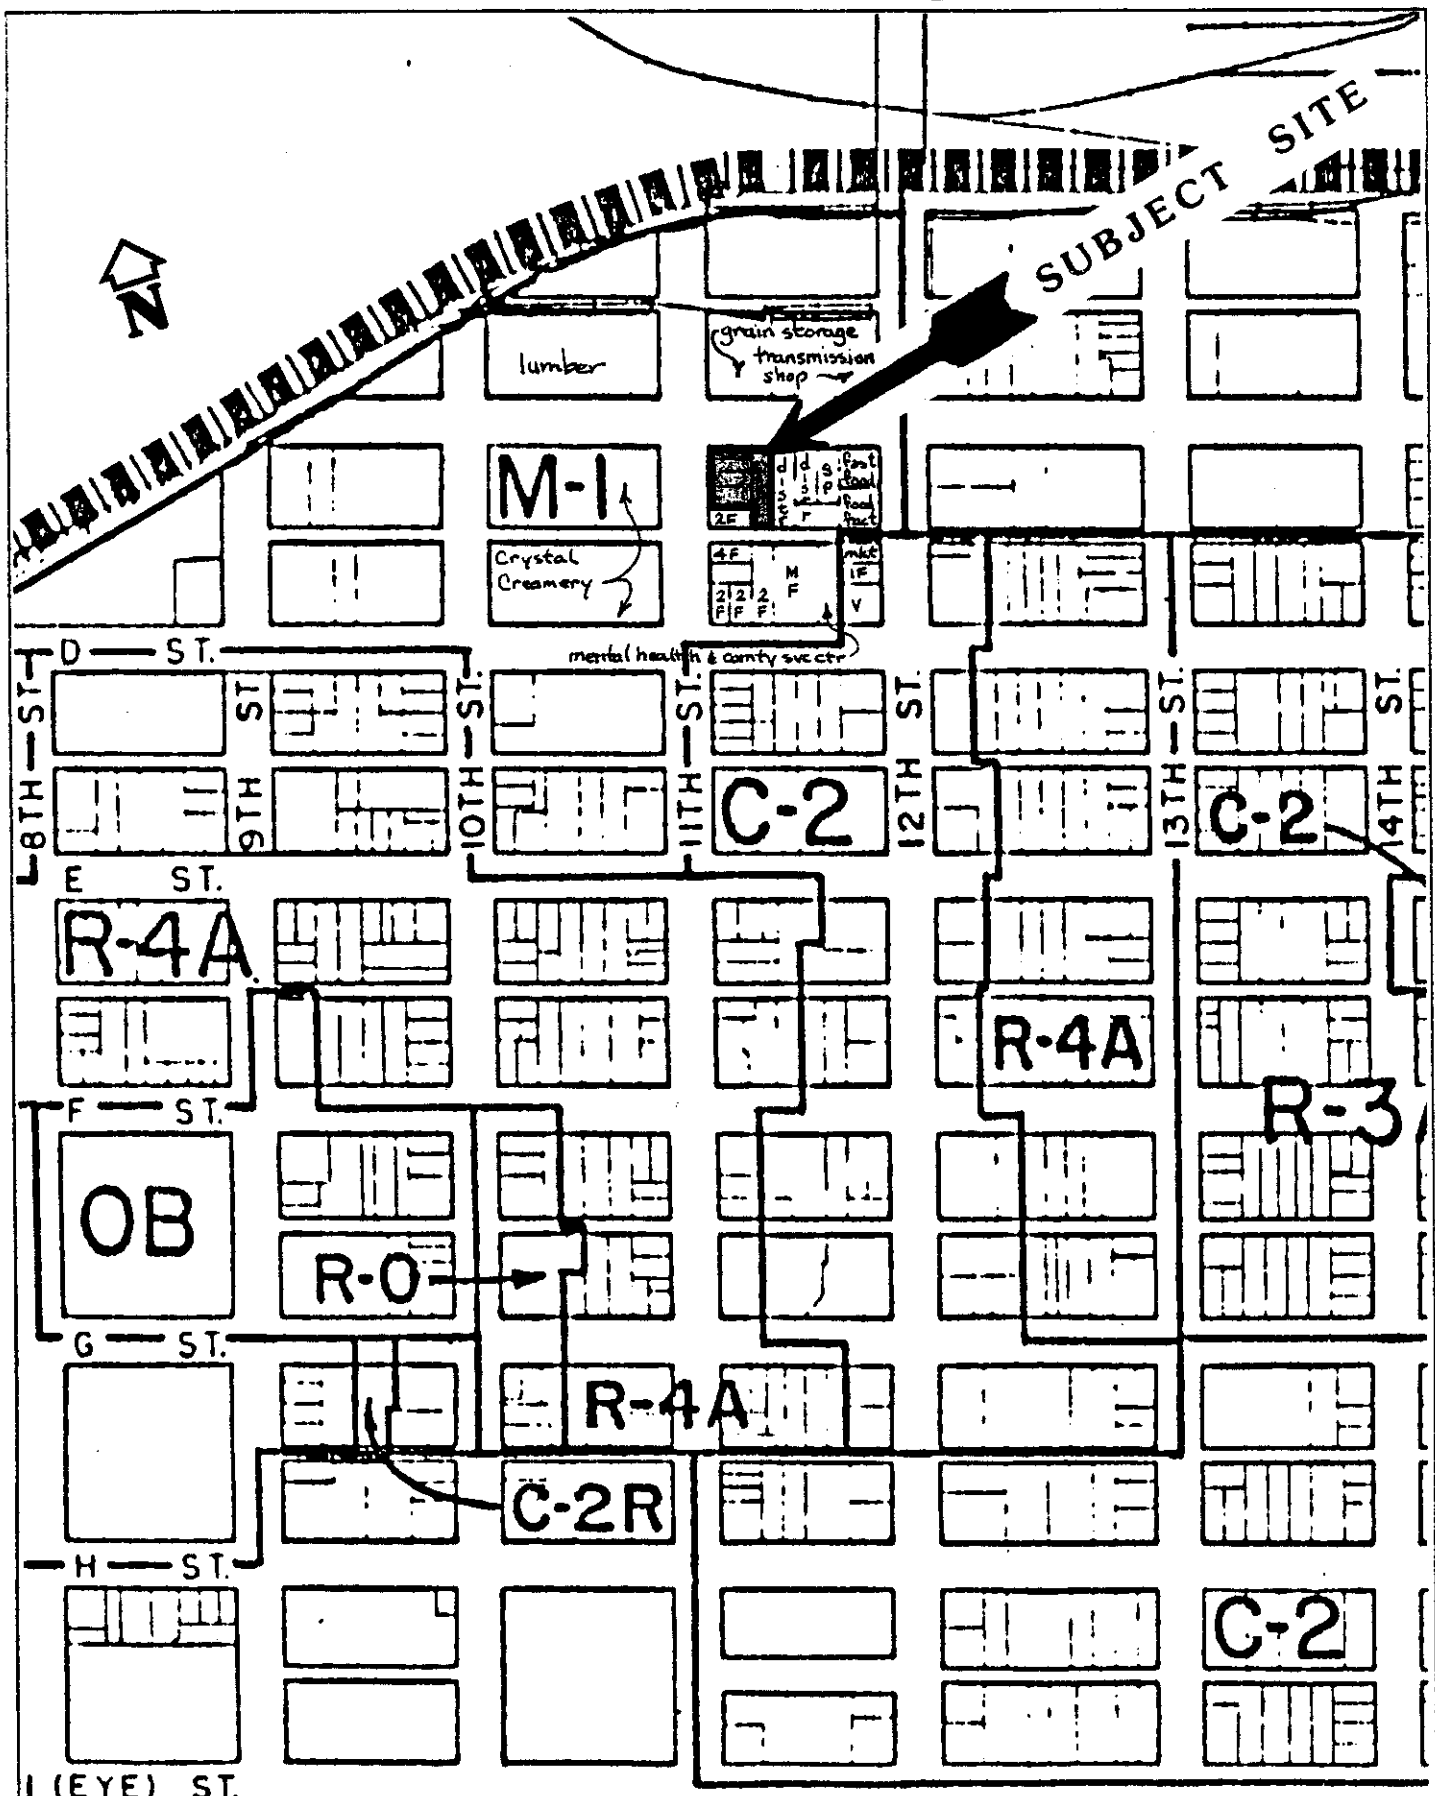 SUBJECT SITE
N
grain storage
transmission
shop
lumber
M-1
d
i
s
t
r
d
i
s
t
r
S
P
fast
food
food
fact
2F
Crystal
Creamery
4F
2
F
2
F
2
F
M
F
mkt
1F
V
D ST.
mental health & comty svc ctr
8TH ST.
9TH ST
10TH ST.
11TH ST.
12TH ST.
13TH ST.
14TH ST.
C-2
C-2
E ST.
R-4A
R-4A
F ST.
R-3
OB
R-O
G ST.
R-4A
C-2R
H ST.
C-2
I (EYE) ST.